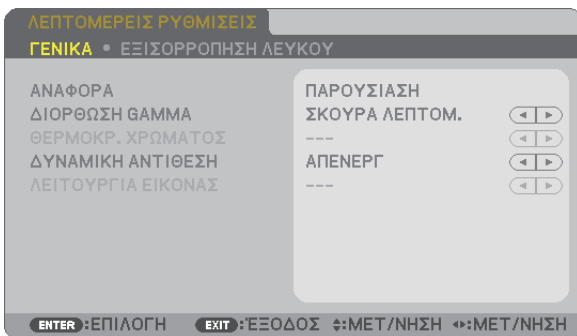 ΛΕΠΤΟΜΕΡΕΙΣ ΡΥΘΜΙΣΕΙΣ
ΓΕΝΙΚΑ • ΕΞΙΣΟΡΡΟΠΗΣΗ ΛΕΥΚΟΥ
ΑΝΑΦΟΡΑ ΠΑΡΟΥΣΙΑΣΗ
ΔΙΟΡΘΩΣΗ GAMMA ΣΚΟΥΡΑ ΛΕΠΤΟΜ.
ΘΕΡΜΟΚΡ. ΧΡΩΜΑΤΟΣ ---
ΔΥΝΑΜΙΚΗ ΑΝΤΙΘΕΣΗ ΑΠΕΝΕΡΓ
ΛΕΙΤΟΥΡΓΙΑ ΕΙΚΟΝΑΣ ---
ENTER :ΕΠΙΛΟΓΗ EXIT :ΈΞΟΔΟΣ :ΜΕΤ/ΝΗΣΗ :ΜΕΤ/ΝΗΣΗ